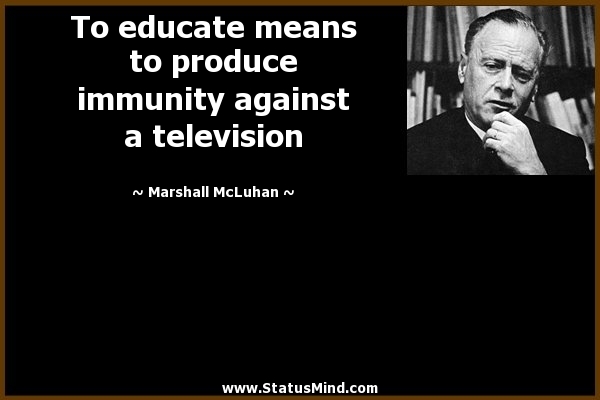 To educate means
to produce
immunity against
a television
~ Marshall McLuhan ~
www.StatusMind.com